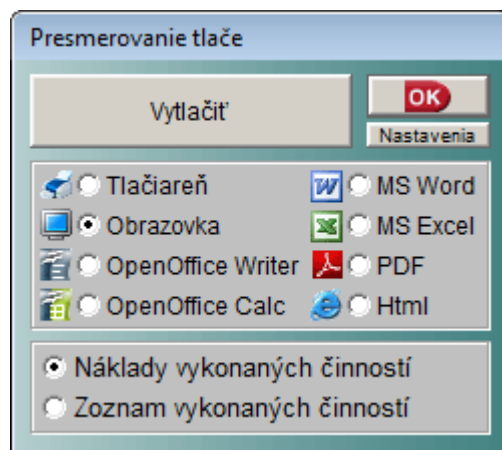 Presmerovanie tlače
Vytlačiť
OK
Nastavenia
Tlačiareň
MS Word
Obrazovka
MS Excel
OpenOffice Writer
PDF
OpenOffice Calc
Html
Náklady vykonaných činností
Zoznam vykonaných činností